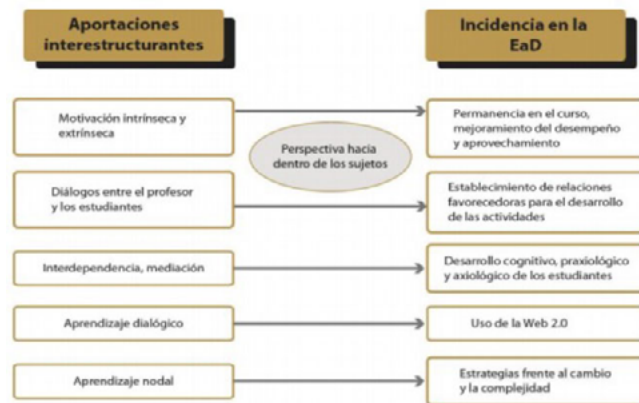 Aportaciones
interestructurantes
Incidencia en la
EaD
Motivación intrínseca y
extrínseca
Permanencia en el curso,
mejoramiento del desempeño
y aprovechamiento
Perspectiva hacia
dentro de los sujetos
Diálogos entre el profesor
y los estudiantes
Establecimiento de relaciones
favorecedoras para el desarrollo
de las actividades
Interdependencia, mediación
Desarrollo cognitivo, praxiológico
y axiológico de los estudiantes
Aprendizaje dialógico
Uso de la Web 2.0
Aprendizaje nodal
Estrategias frente al cambio
y la complejidad